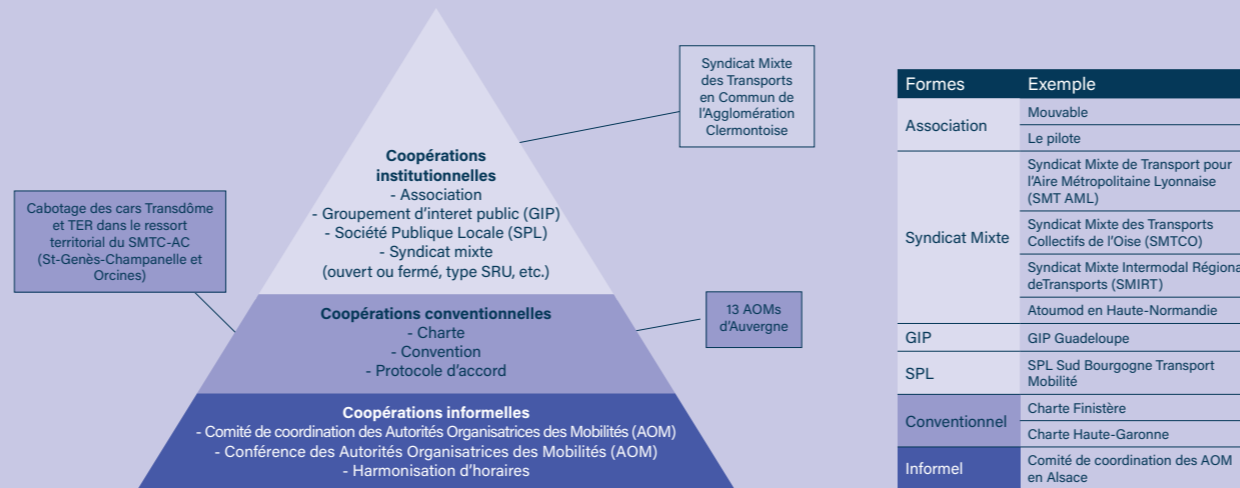 Syndicat Mixte
des Transports
en Commun de
l'Agglomération
Clermontoise
Cabotage des cars Transdôme
et TER dans le ressort
territorial du SMTC-AC
(St-Genès-Champanelle et
Orcines)
Coopérations
institutionnelles
- Association
- Groupement d'interet public (GIP)
- Société Publique Locale (SPL)
- Syndicat mixte
(ouvert ou fermé, type SRU, etc.)
Coopérations conventionnelles
- Charte
- Convention
- Protocole d'accord
13 AOMs
d'Auvergne
Coopérations informelles
- Comité de coordination des Autorités Organisatrices des Mobilités (AOM)
- Conférence des Autorités Organisatrices des Mobilités (AOM)
- Harmonisation d'horaires
Formes Exemple
Association
Mouvable
Le pilote
Syndicat Mixte
Syndicat Mixte de Transport pour
l'Aire Métropolitaine Lyonnaise
(SMT AML)
Syndicat Mixte des Transports
Collectifs de l'Oise (SMTCO)
Syndicat Mixte Intermodal Régiona
deTransports (SMIRT)
Atoumod en Haute-Normandie
GIP GIP Guadeloupe
SPL
SPL Sud Bourgogne Transport
Mobilité
Conventionnel
Charte Finistère
Charte Haute-Garonne
Informel
Comité de coordination des AOM
en Alsace